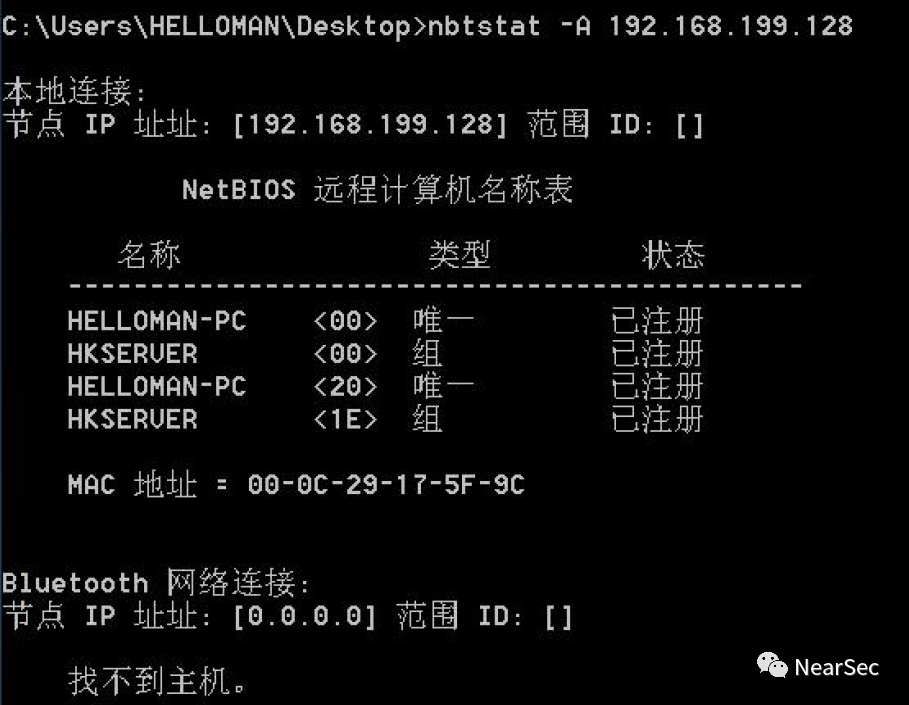 C:\Users\HELLOMAN\Desktop>nbtstat -A 192.168.199.128
本地连接:
节点 IP 址址: [192.168.199.128] 范围 ID: []
NetBIOS 远程计算机名称表
名称 类型 状态
---------------------------------------------
HELLOMAN-PC <00> 唯一 已注册
HKSERVER <00> 组 已注册
HELLOMAN-PC <20> 唯一 已注册
HKSERVER <1E> 组 已注册
MAC 地址 = 00-0C-29-17-5F-9C
Bluetooth 网络连接:
节点 IP 址址: [0.0.0.0] 范围 ID: []
找不到主机。
NearSec